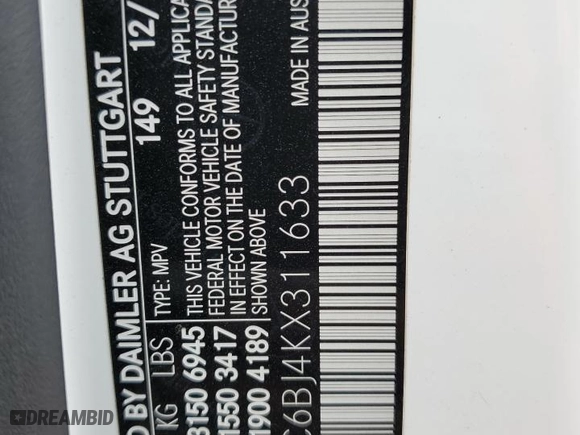 D BY DAIMLER AG STUTTGART
149 12/
KG LBS TYPE: MPV
3150 6945 THIS VEHICLE CONFORMS TO ALL APPLICA
1550 3417 FEDERAL MOTOR VEHICLE SAFETY STANDA
1900 4189 IN EFFECT ON THE DATE OF MANUFACTUR
SHOWN ABOVE
C6BJ4KX311633
MADE IN AUS
DREAMBID